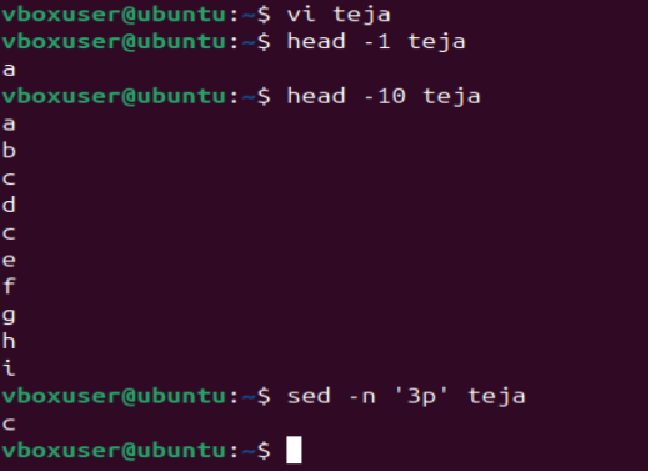 vboxuser@ubuntu:~$ vi teja
vboxuser@ubuntu:~$ head -1 teja
a
vboxuser@ubuntu:~$ head -10 teja
a
b
c
d
c
e
f
g
h
i
vboxuser@ubuntu:~$ sed -n '3p' teja
c
vboxuser@ubuntu:~$